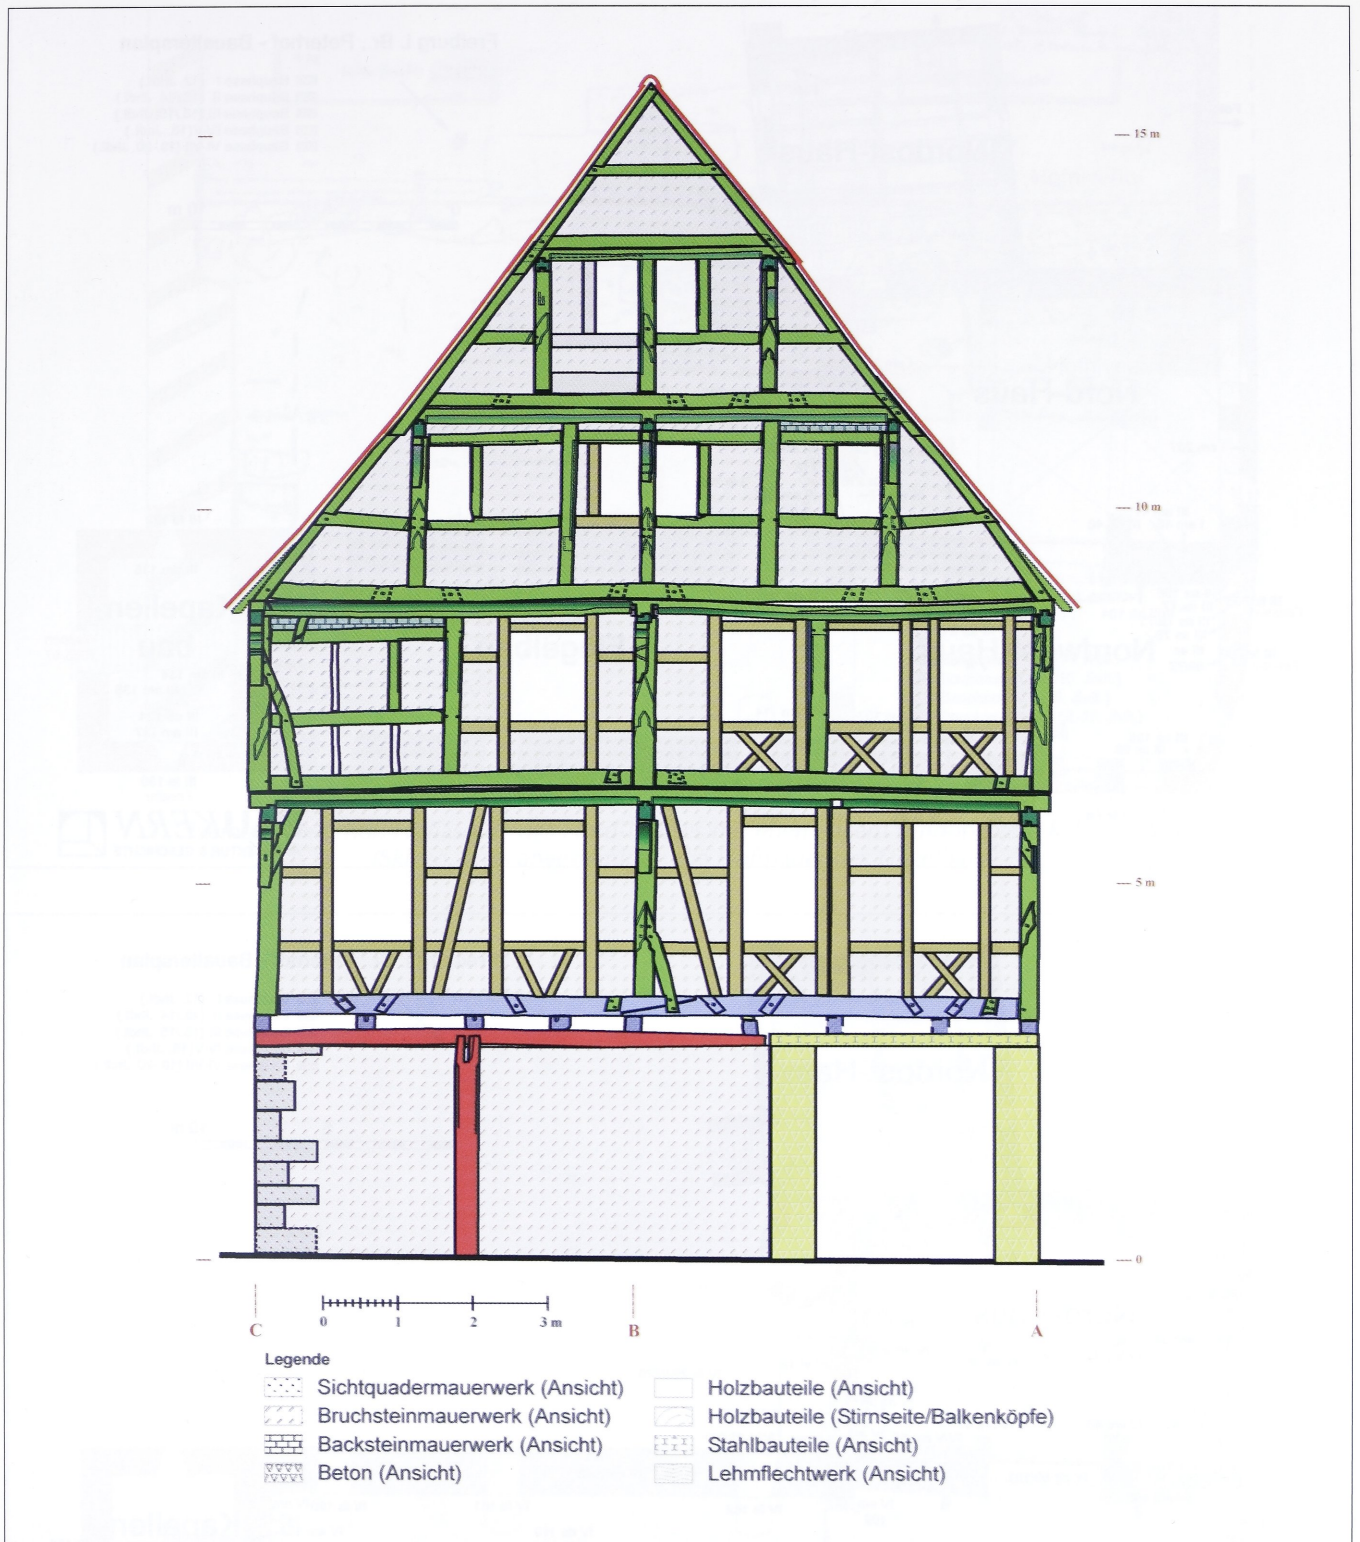 15 m
10 m
5 m
0
0 1 2 3 m
C B A
Legende
Sichtquadermauerwerk (Ansicht)
Bruchsteinmauerwerk (Ansicht)
Backsteinmauerwerk (Ansicht)
Beton (Ansicht)
Holzbauteile (Ansicht)
Holzbauteile (Stirnseite/Balkenköpfe)
Stahlbauteile (Ansicht)
Lehmflechtwerk (Ansicht)